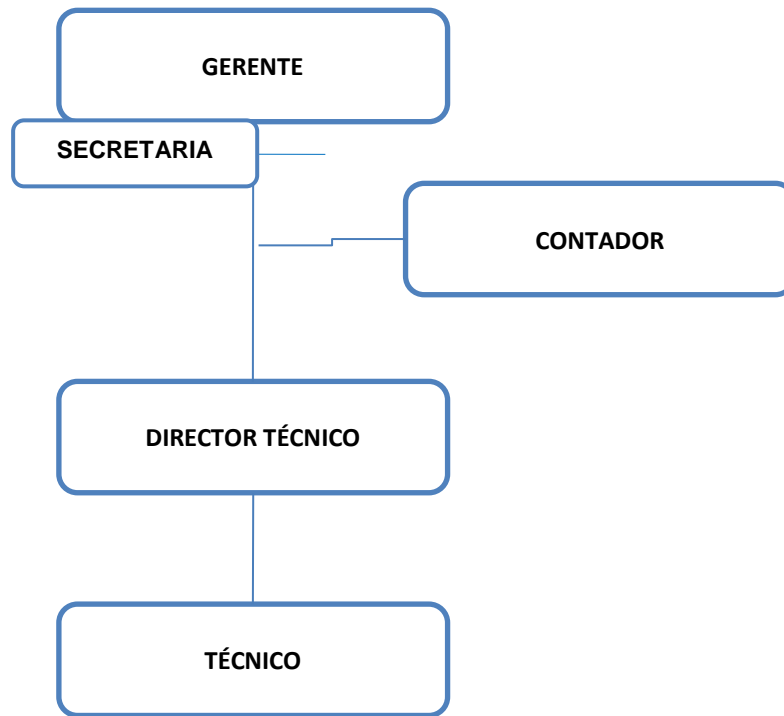 GERENTE
SECRETARIA
CONTADOR
DIRECTOR TÉCNICO
TÉCNICO